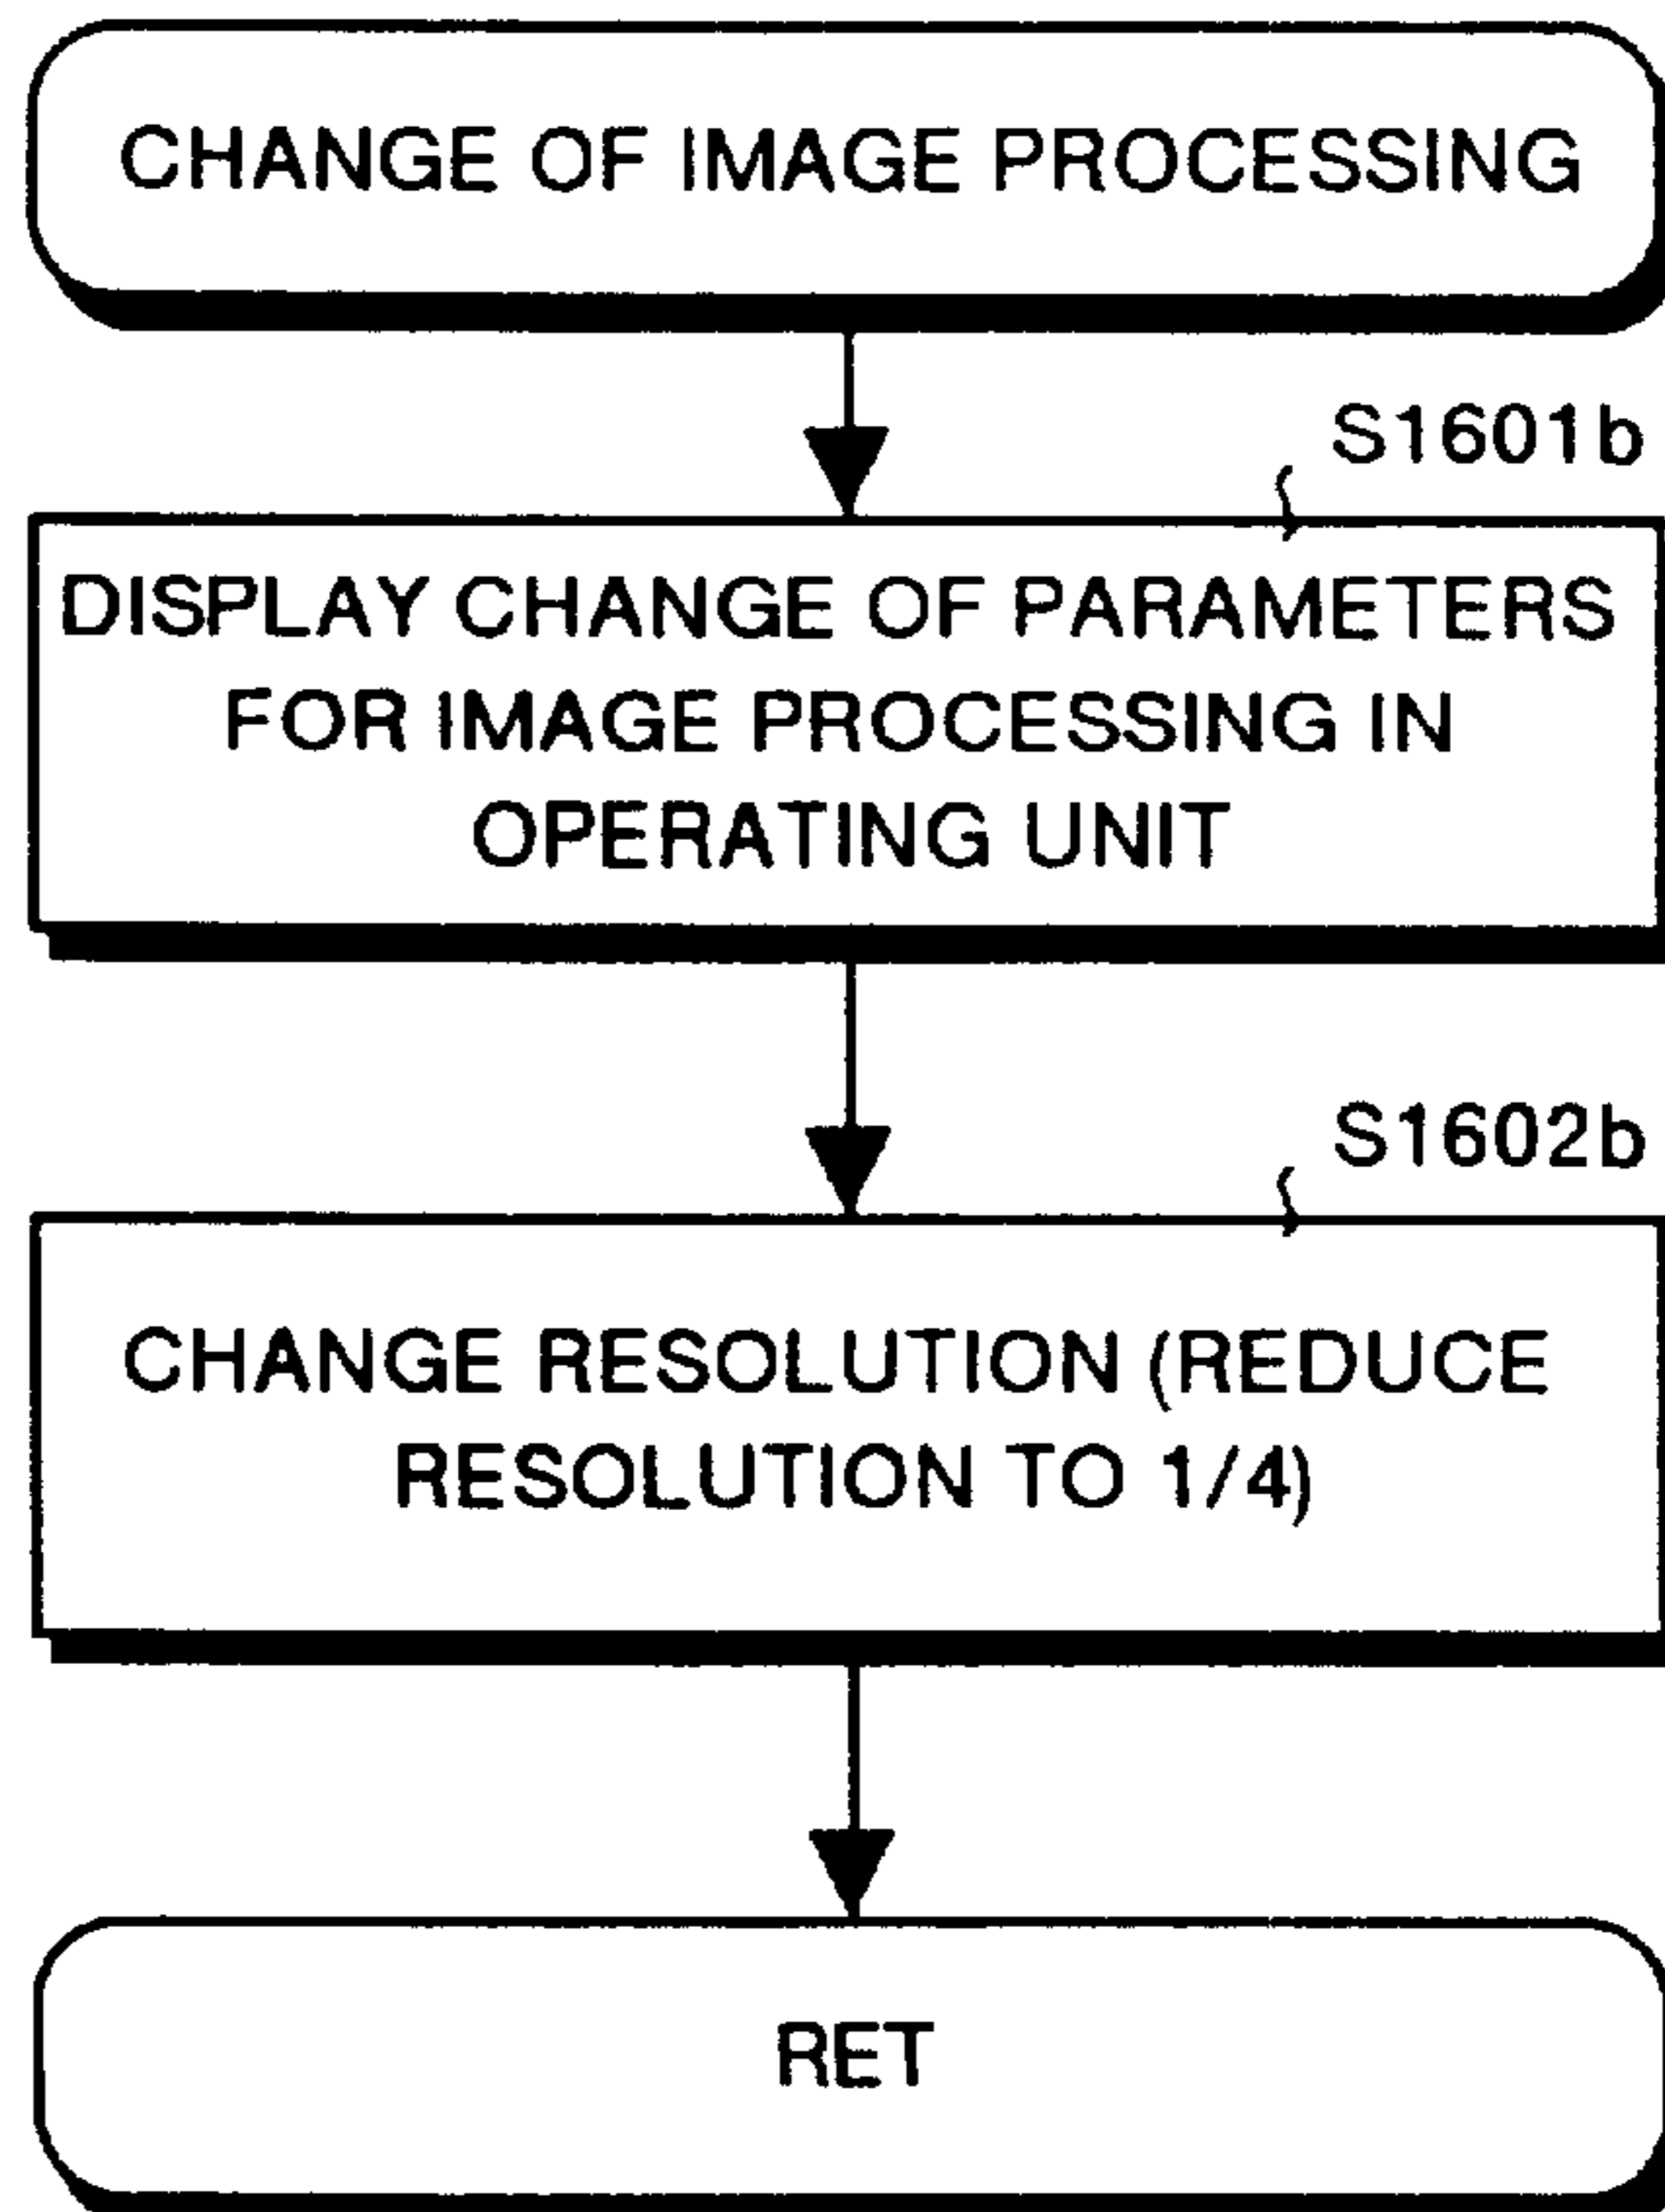 CHANGE OF IMAGE PROCESSING
S1601b
DISPLAY CHANGE OF PARAMETERS
FOR IMAGE PROCESSING IN
OPERATING UNIT
S1602b
CHANGE RESOLUTION (REDUCE
RESOLUTION TO 1/4)
RET